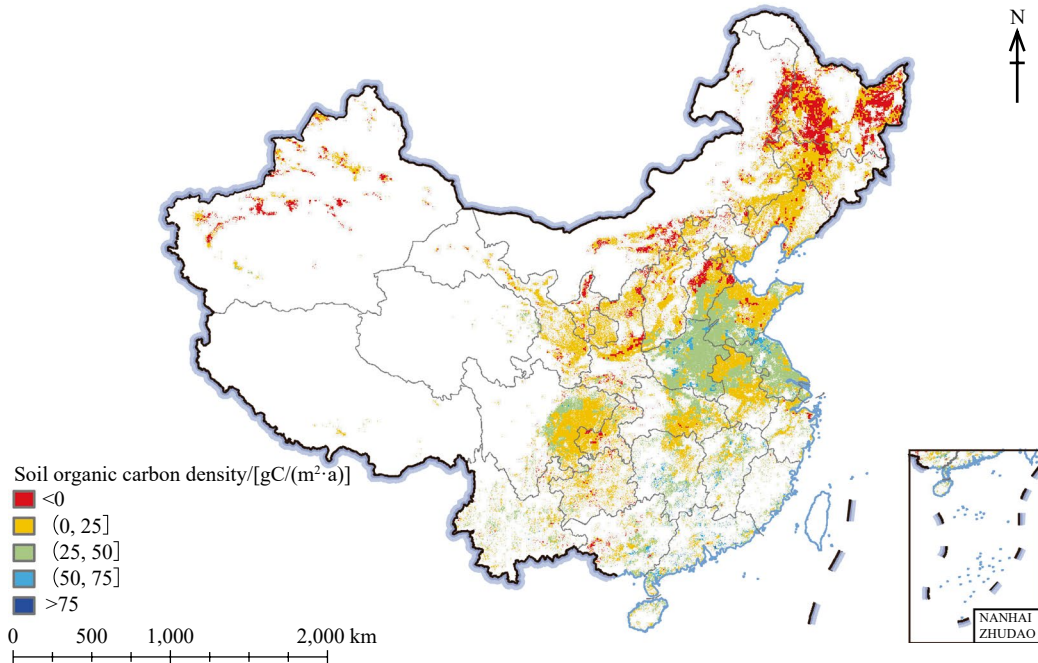 N
Soil organic carbon density/[gC/(m²·a)]
<0
(0, 25]
(25, 50]
(50, 75]
>75
0 500 1,000 2,000 km
NANHAI
ZHUDAO